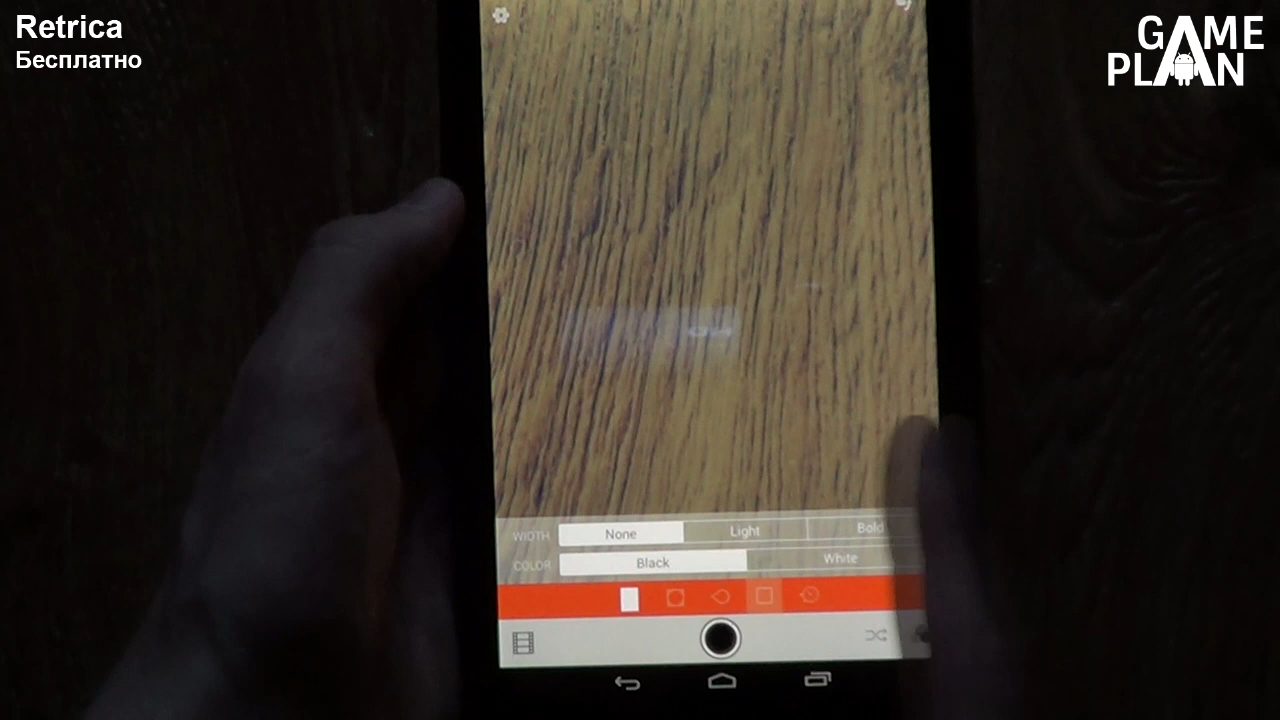 Retrica
Бесплатно
GAME
PLAN
WIDTH None Light Bold
COLOR Black White